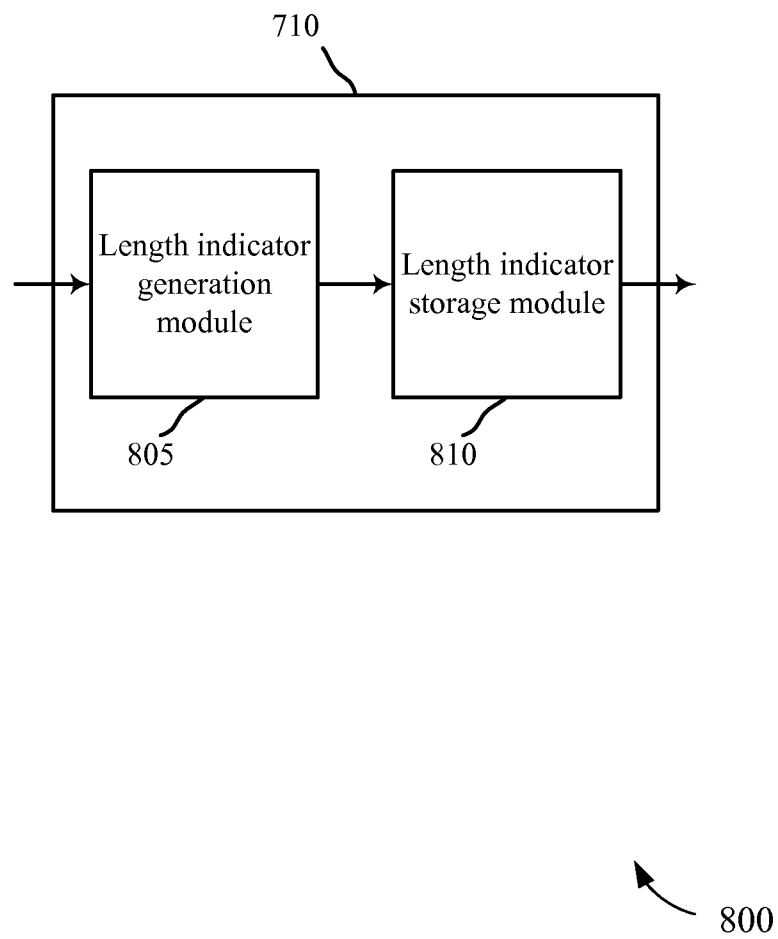 710
Length indicator
generation
module
Length indicator
storage module
805
810
800